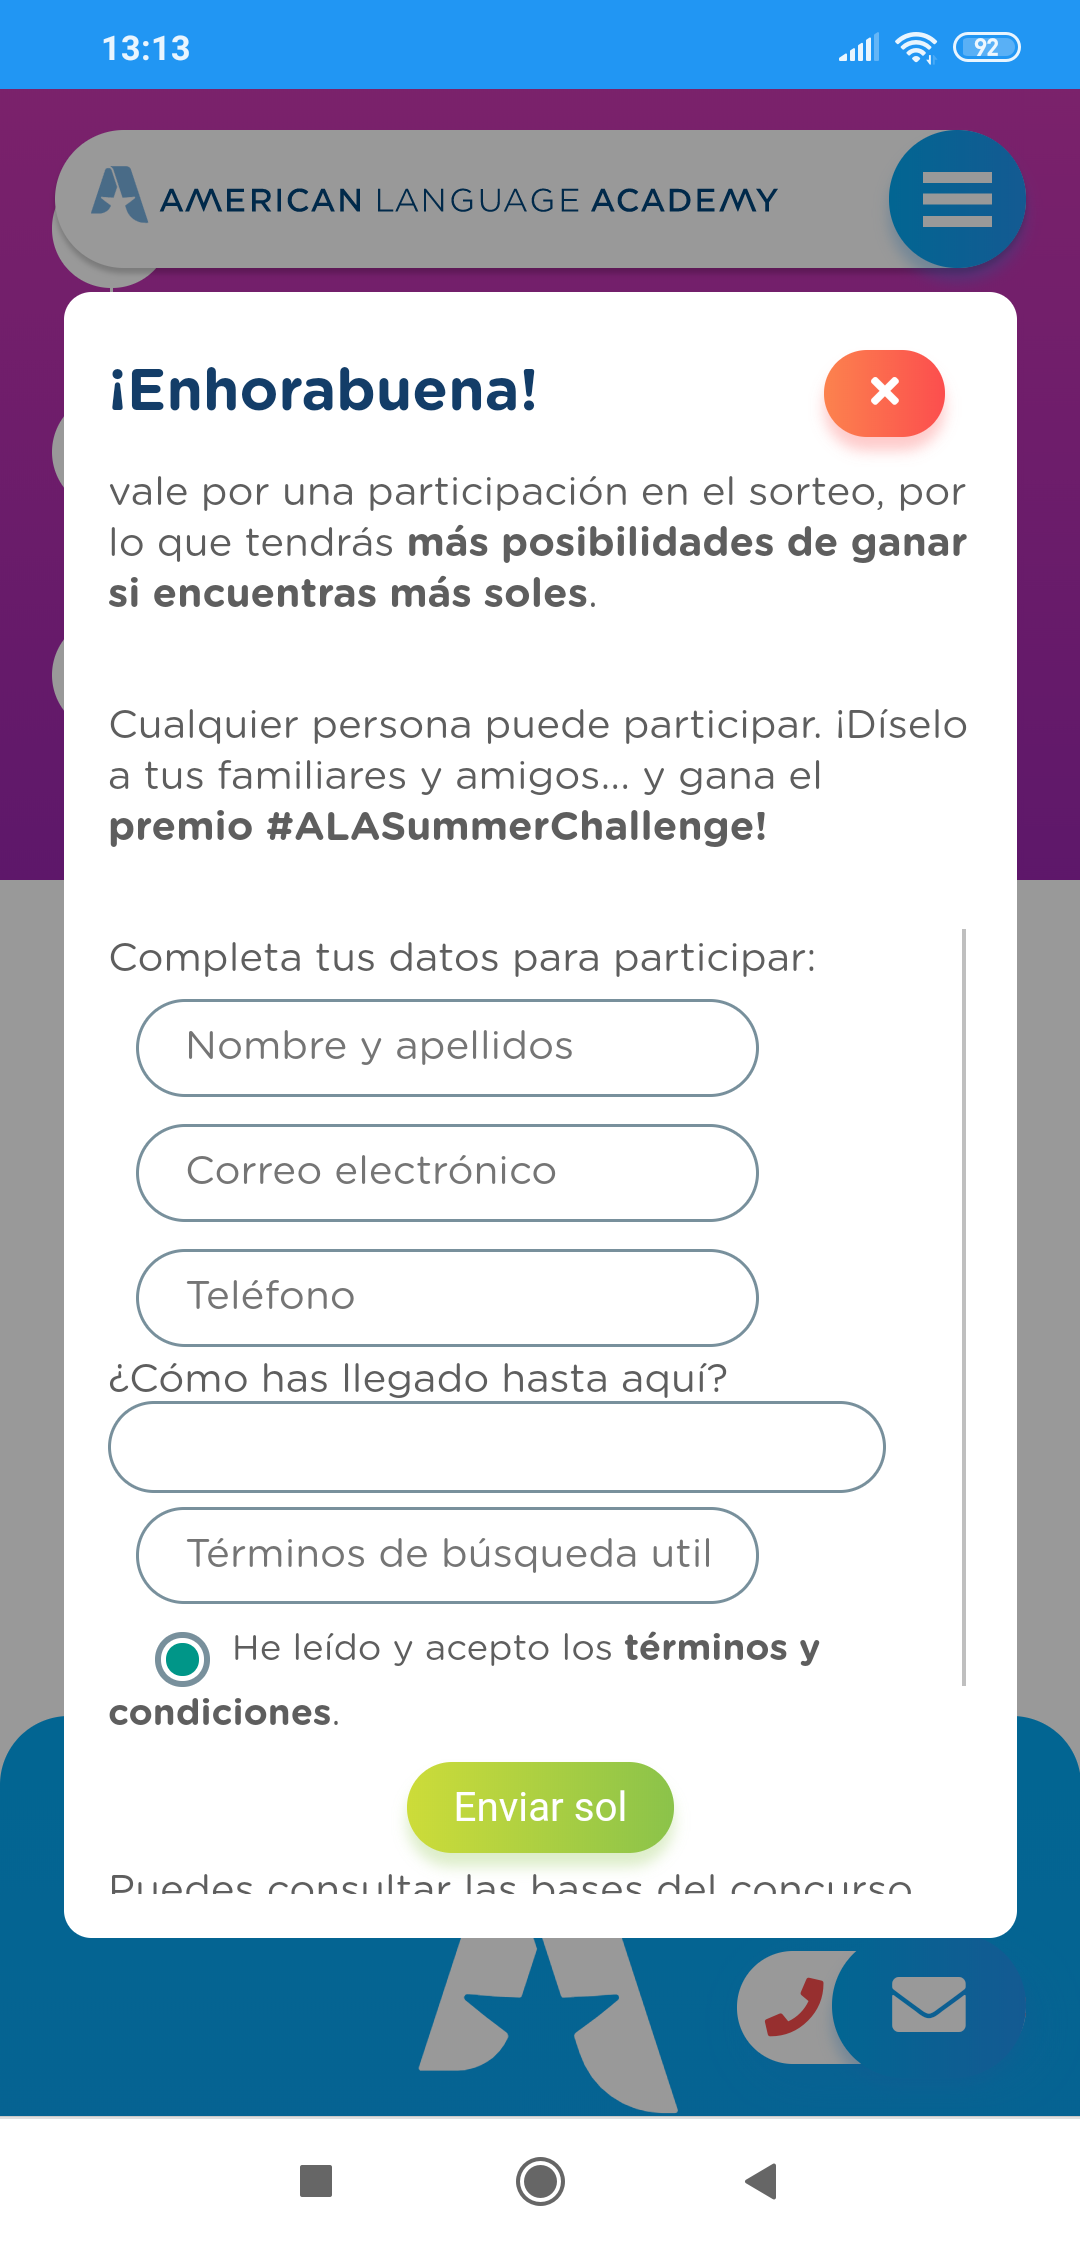 13:13
92
AMERICAN LANGUAGE ACADEMY
¡Enhorabuena!
vale por una participación en el sorteo, por
lo que tendrás más posibilidades de ganar
si encuentras más soles.
Cualquier persona puede participar. ¡Díselo
a tus familiares y amigos... y gana el
premio #ALASummerChallenge!
Completa tus datos para participar:
Nombre y apellidos
Correo electrónico
Teléfono
¿Cómo has llegado hasta aquí?
Términos de búsqueda util
He leído y acepto los términos y
condiciones.
Enviar sol
Puedes consultar las bases del concurso